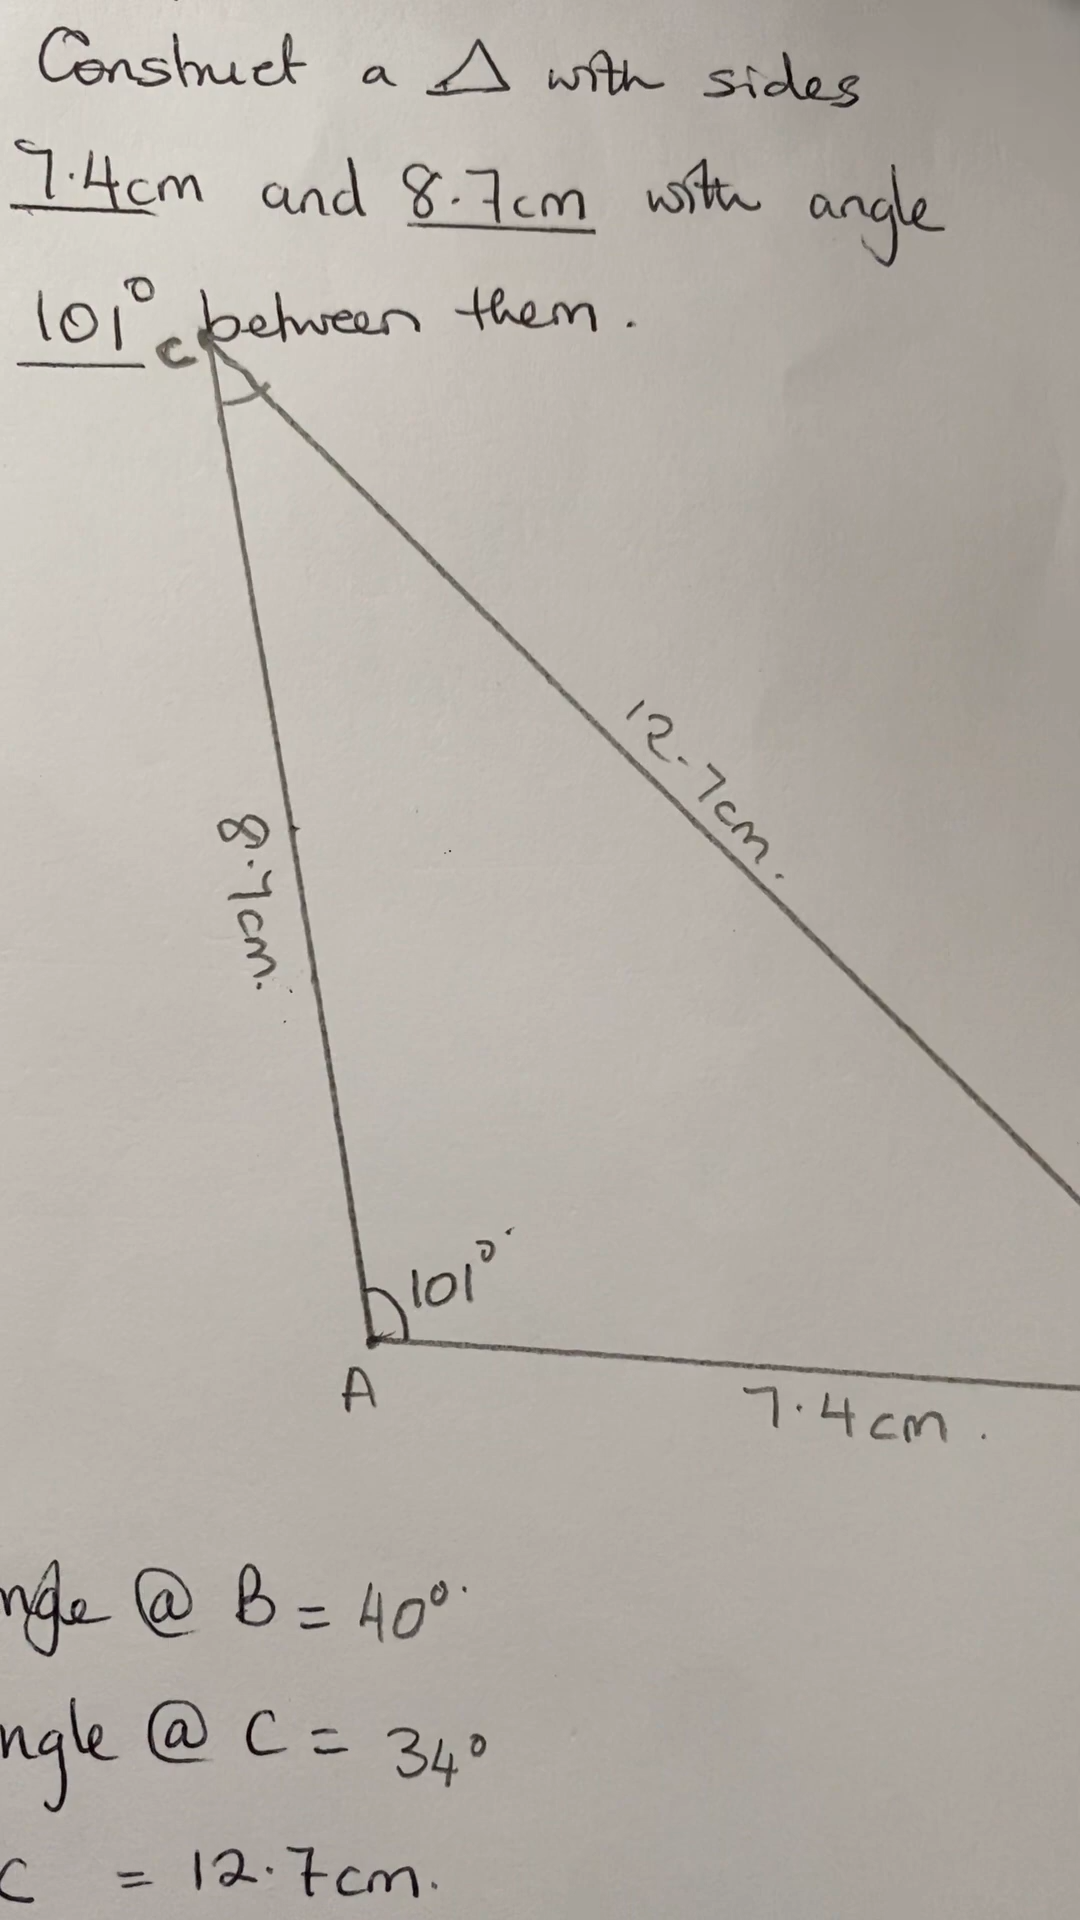 Construct a △ with sides
7.4cm and 8.7cm with angle
101° between them.
C
12.7cm.
8.7cm.
101°
A
7.4cm.
ngle @ B = 40°
ngle @ C = 34°
C = 12.7cm.